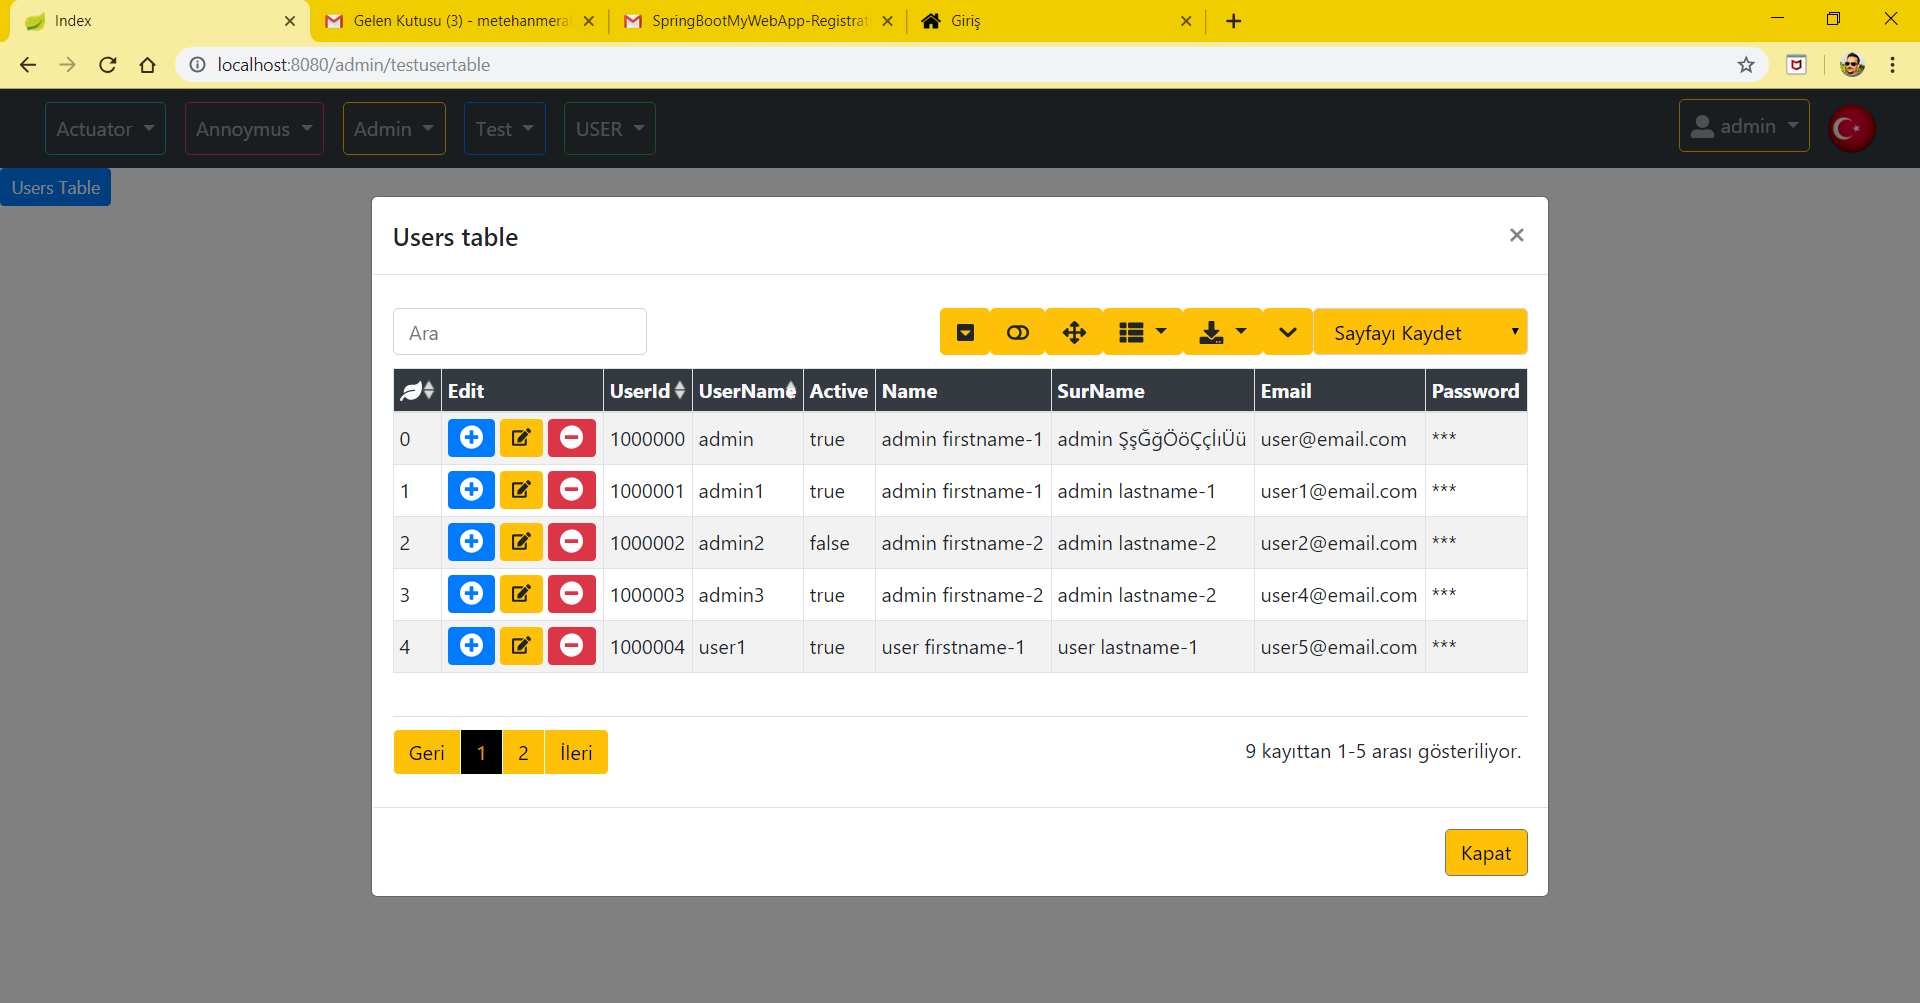 Index
Gelen Kutusu (3) - metehanmera
SpringBootMyWebApp-Registrat
Giriş
localhost:8080/admin/testusertable
Actuator
Annoymus
Admin
Test
USER
admin
Users Table
Users table
×
Ara
Sayfayı Kaydet
Edit UserId UserName Active Name SurName Email Password
0 1000000 admin true admin firstname-1 admin ŞşĞğÖöÇçİıÜü user@email.com ***
1 1000001 admin1 true admin firstname-1 admin lastname-1 user1@email.com ***
2 1000002 admin2 false admin firstname-2 admin lastname-2 user2@email.com ***
3 1000003 admin3 true admin firstname-2 admin lastname-2 user4@email.com ***
4 1000004 user1 true user firstname-1 user lastname-1 user5@email.com ***
Geri 1 2 İleri
9 kayıttan 1-5 arası gösteriliyor.
Kapat